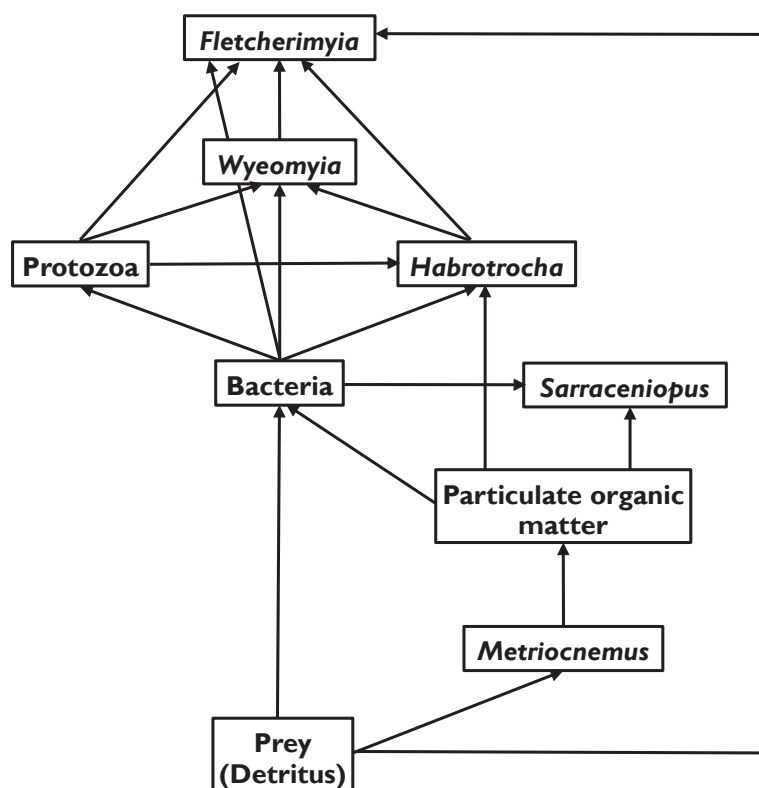 Fletcherimyia
Wyeomyia
Protozoa
Habrotrocha
Bacteria
Sarraceniopus
Particulate organic
matter
Metriocnemus
Prey
(Detritus)